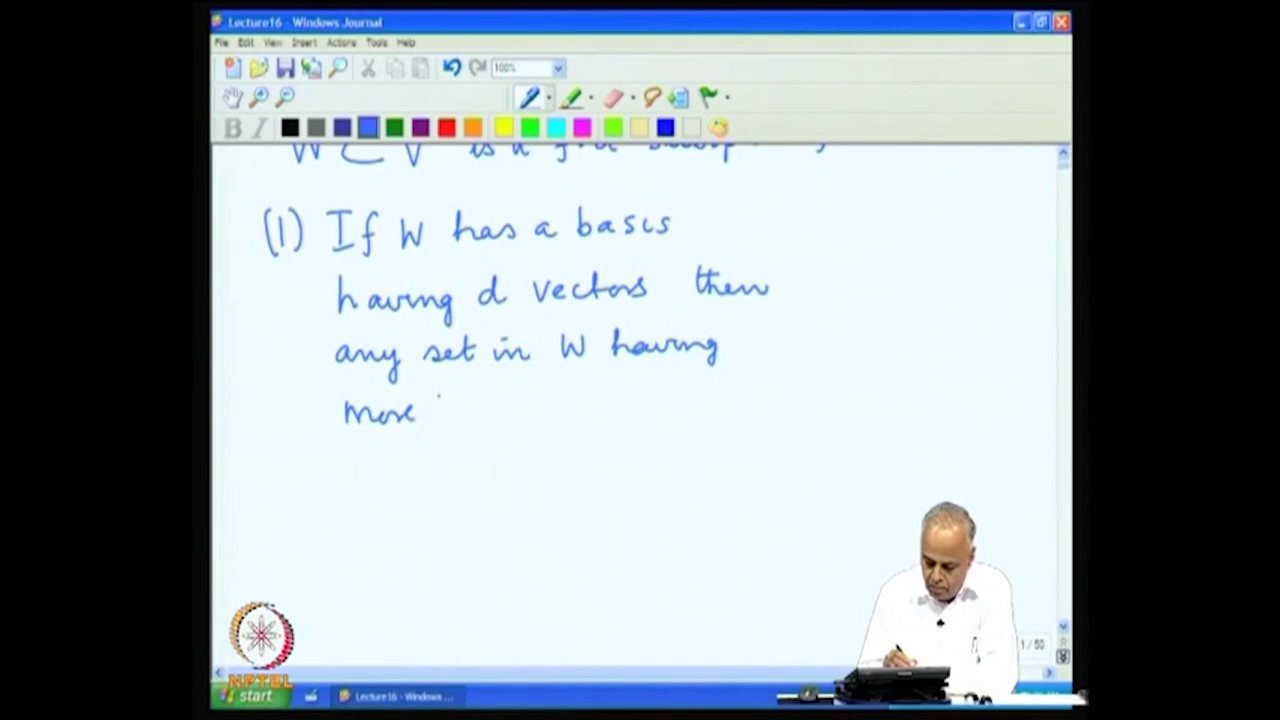 Lecture16 - Windows Journal
File Edit View Insert Actions Tools Help
100%
B I
W ⊂ V is a
(1) If W has a basis
having d vectors then
any set in W having
more
1 / 50
NPTEL
start Lecture16 - Windows ...